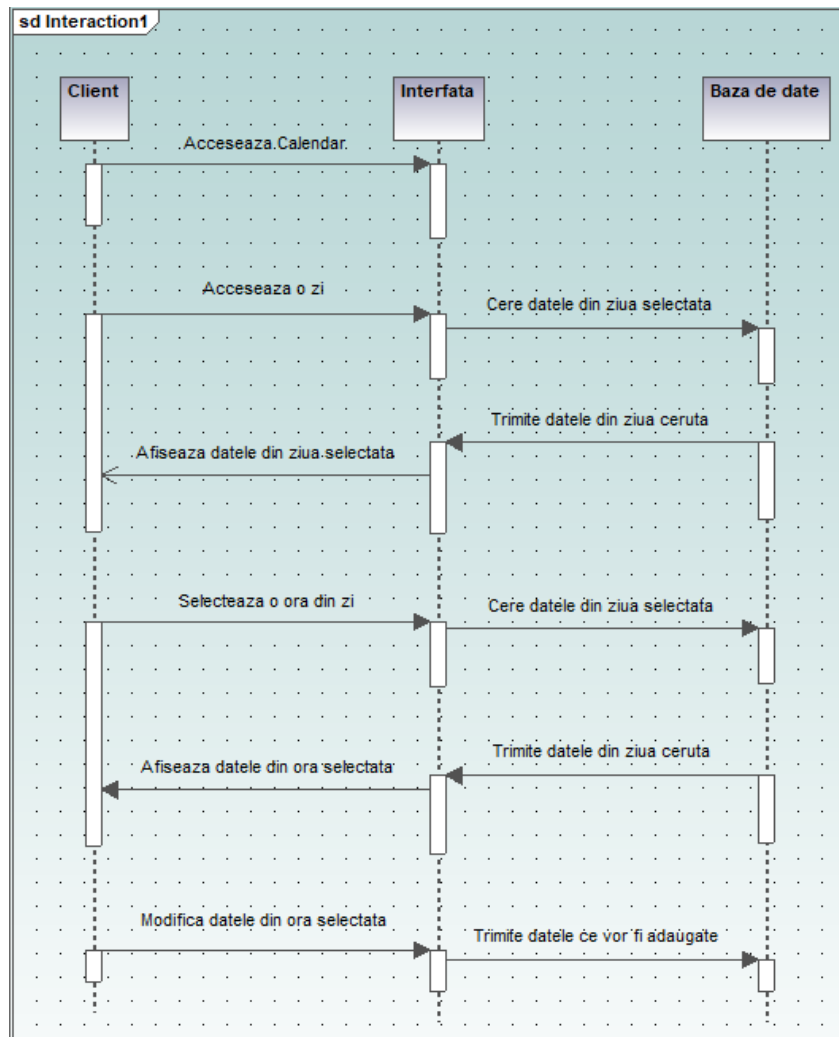 sd Interaction1
Client
Interfata
Baza de date
Acceseaza Calendar
Acceseaza o zi
Cere datele din ziua selectata
Trimite datele din ziua ceruta
Afiseaza datele din ziua selectata
Selecteaza o ora din zi
Cere datele din ziua selectata
Trimite datele din ziua ceruta
Afiseaza datele din ora selectata
Modifica datele din ora selectata
Trimite datele ce vor fi adaugate